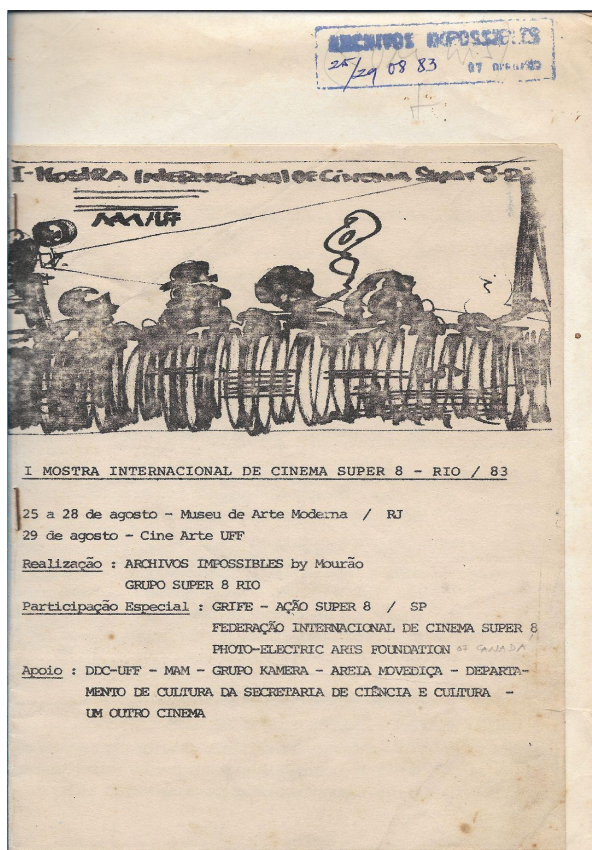 ARCHIVOS IMPOSSIBLES
25/29 08 83
I-MOSTRA INTERNACIONAL DE CINEMA SUPER 8-
/UFF
I MOSTRA INTERNACIONAL DE CINEMA SUPER 8 - RIO / 83
25 a 28 de agosto - Museu de Arte Moderna / RJ
29 de agosto - Cine Arte UFF
Realização : ARCHIVOS IMPOSSIBLES by Mourão
GRUPO SUPER 8 RIO
Participação Especial : GRIFE - AÇÃO SUPER 8 / SP
FEDERAÇÃO INTERNACIONAL DE CINEMA SUPER 8
PHOTO-ELECTRIC ARTS FOUNDATION OF CANADA
Apoio : DDC-UFF - MAM - GRUPO KAMERA - AREIA MOVEDIÇA - DEPARTA-
MENTO DE CULTURA DA SECRETARIA DE CIÊNCIA E CULTURA -
UM OUTRO CINEMA